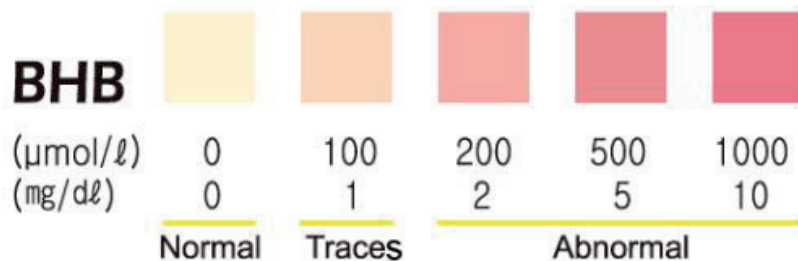 BHB
(μmol/ℓ) 0 100 200 500 1000
(mg/dℓ) 0 1 2 5 10
Normal Traces Abnormal